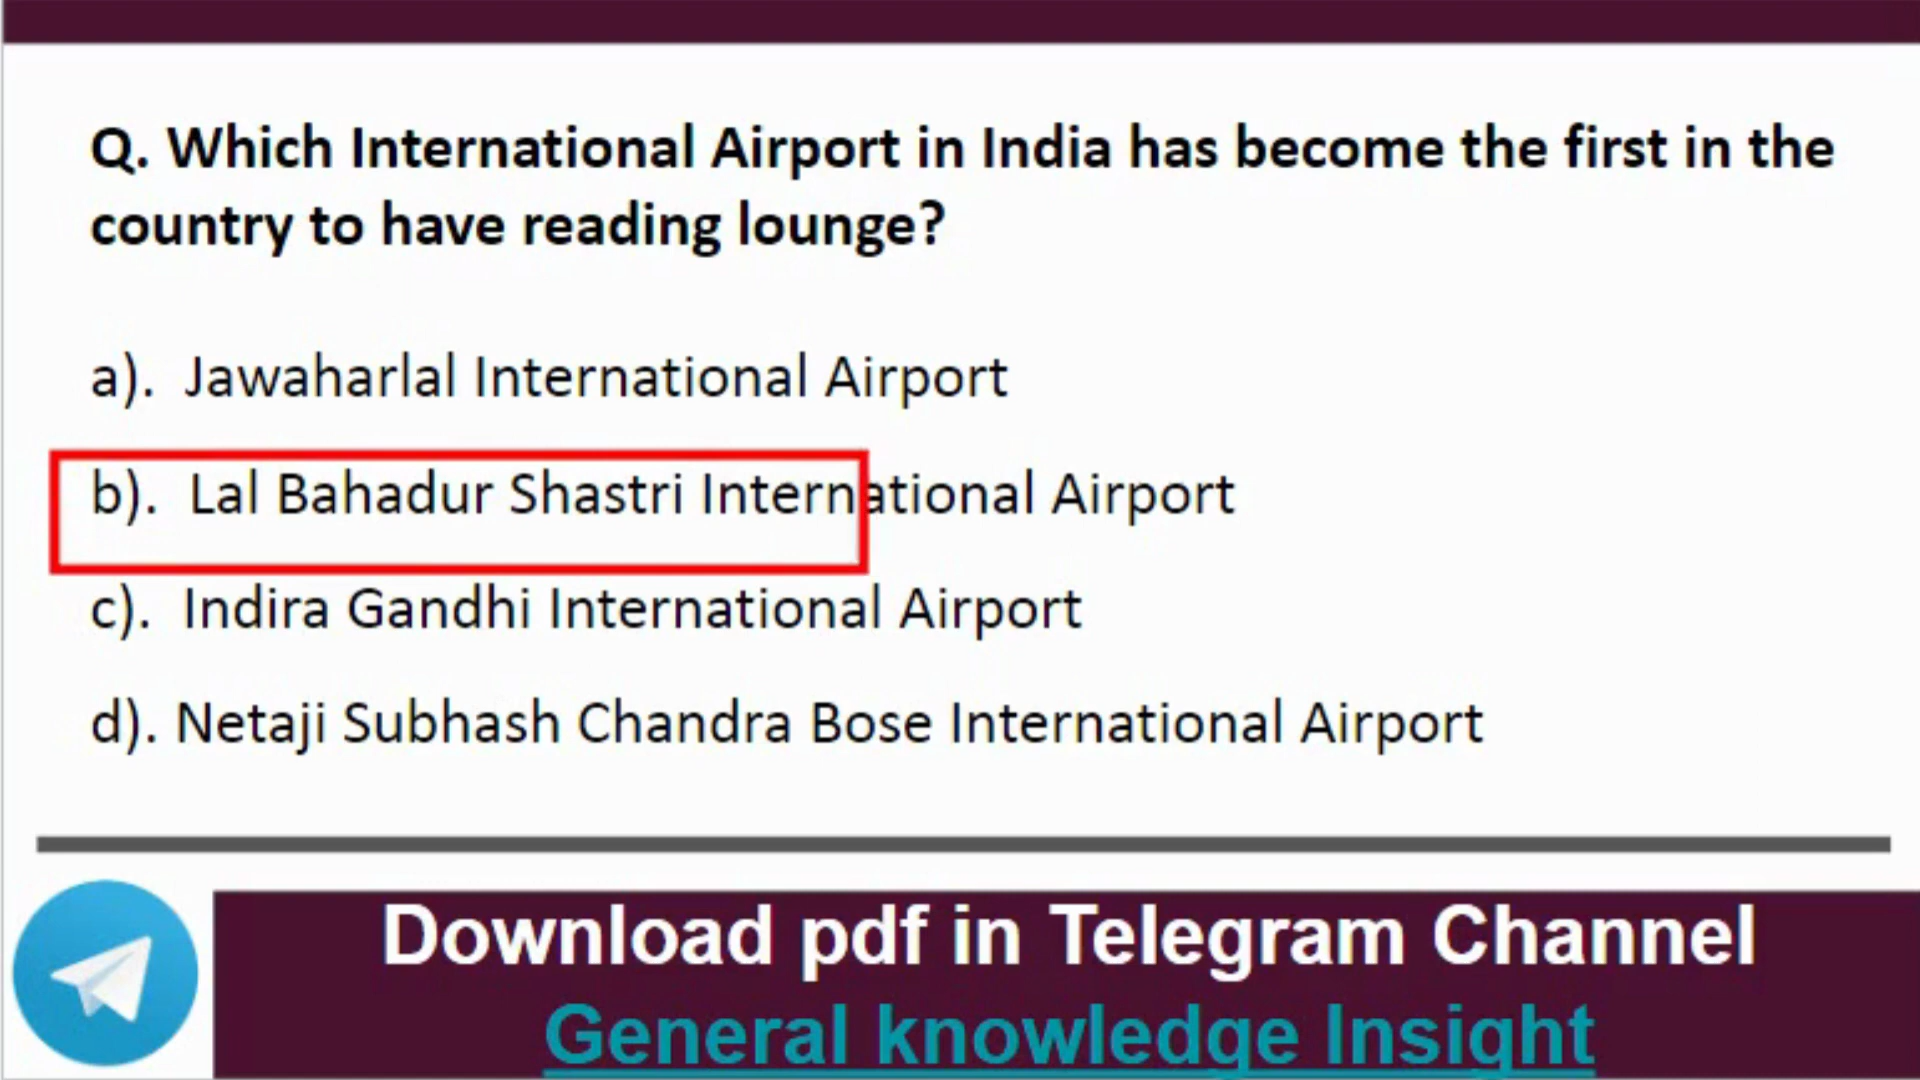 Q. Which International Airport in India has become the first in the
country to have reading lounge?
a). Jawaharlal International Airport
b). Lal Bahadur Shastri International Airport
c). Indira Gandhi International Airport
d). Netaji Subhash Chandra Bose International Airport
Download pdf in Telegram Channel
General knowledge Insight